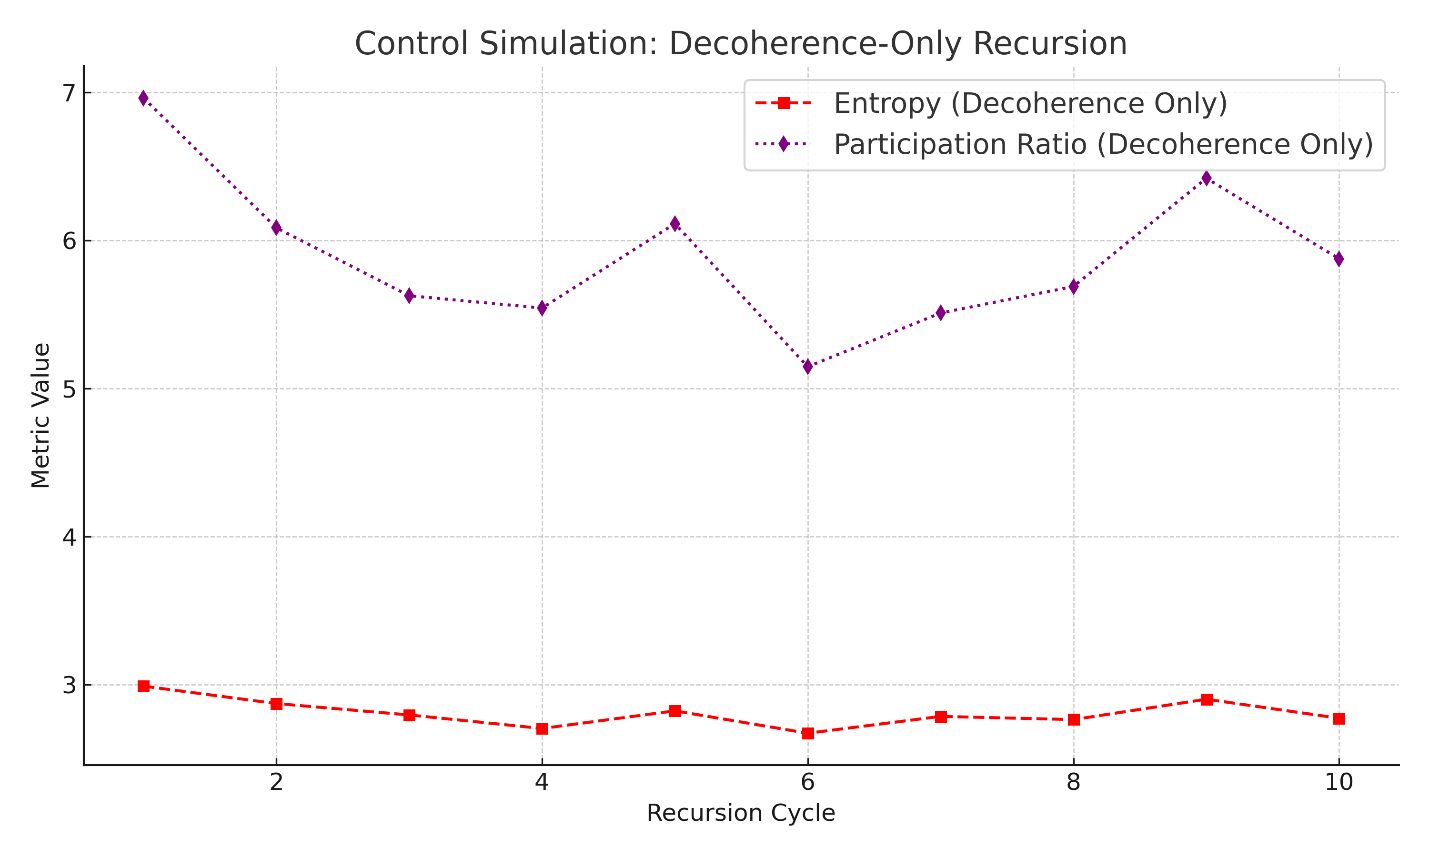 Control Simulation: Decoherence-Only Recursion
Entropy (Decoherence Only)
Participation Ratio (Decoherence Only)
Metric Value
7
6
5
4
3
2
4
6
8
10
Recursion Cycle